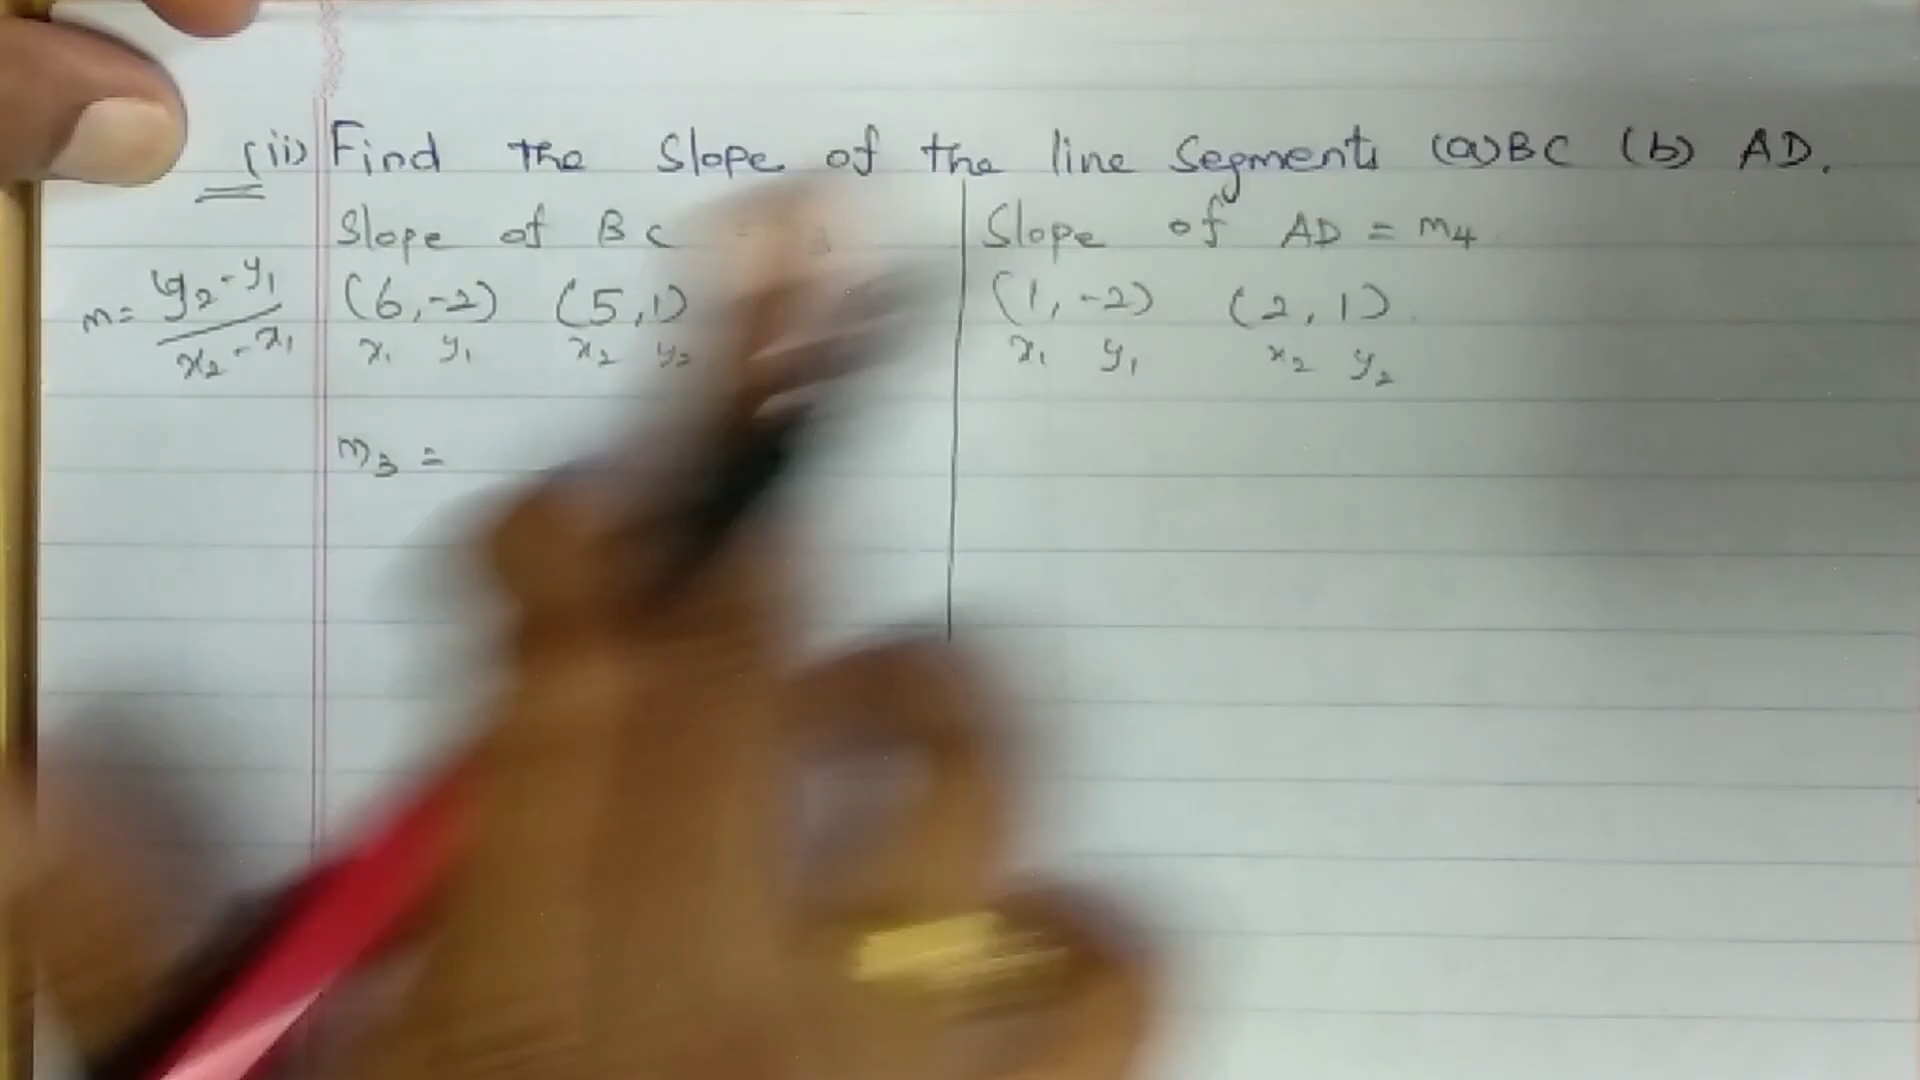 (ii) Find the Slope of the line Segments (a) BC (b) AD.
Slope of BC
m = y₂-y₁ / x₂-x₁
(6,-2) (5,1)
x₁ y₁ x₂ y₂
m₃ =
Slope of AD = m₄
(1,-2) (2,1)
x₁ y₁ x₂ y₂